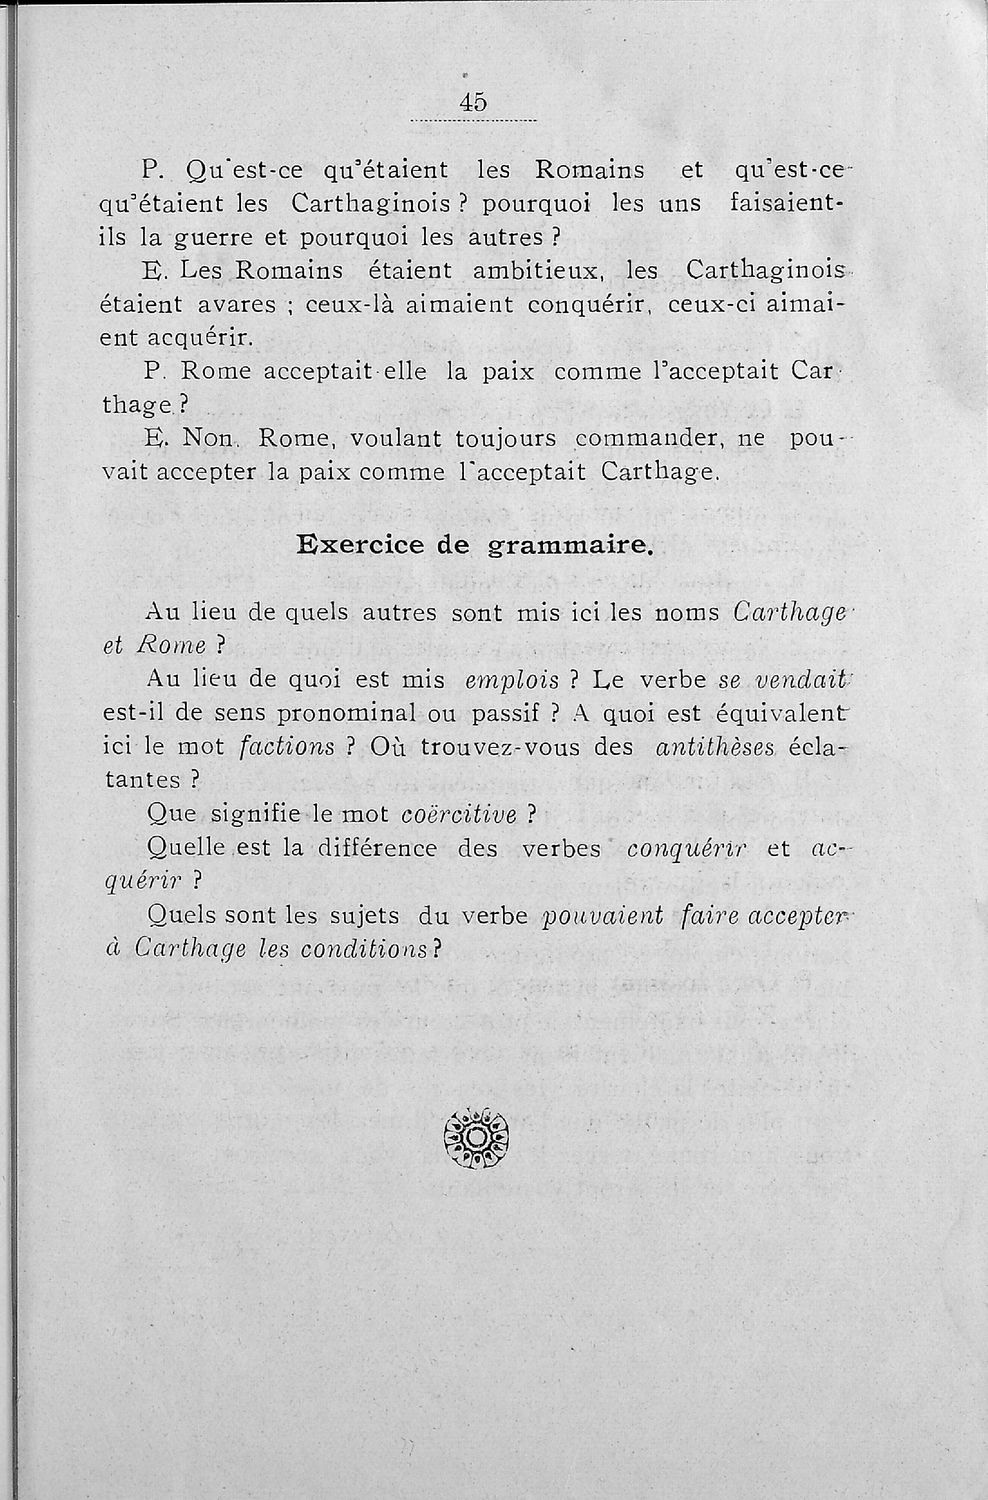 45
P. Qu'est-ce qu'étaient les Romains et qu'est-ce
qu'étaient les Carthaginois ? pourquoi les uns faisaient-
ils la guerre et pourquoi les autres ?
E. Les Romains étaient ambitieux, les Carthaginois
étaient avares ; ceux-là aimaient conquérir, ceux-ci aimai-
ent acquérir.
P. Rome acceptait-elle la paix comme l'acceptait Car-
thage ?
E. Non. Rome, voulant toujours commander, ne pou-
vait accepter la paix comme l'acceptait Carthage.
Exercice de grammaire.
Au lieu de quels autres sont mis ici les noms Carthage
et Rome ?
Au lieu de quoi est mis emplois ? Le verbe se vendait
est-il de sens pronominal ou passif ? A quoi est équivalent
ici le mot factions ? Où trouvez-vous des antithèses écla-
tantes ?
Que signifie le mot coërcitive ?
Quelle est la différence des verbes conquérir et ac-
quérir ?
Quels sont les sujets du verbe pouvaient faire accepter
à Carthage les conditions ?